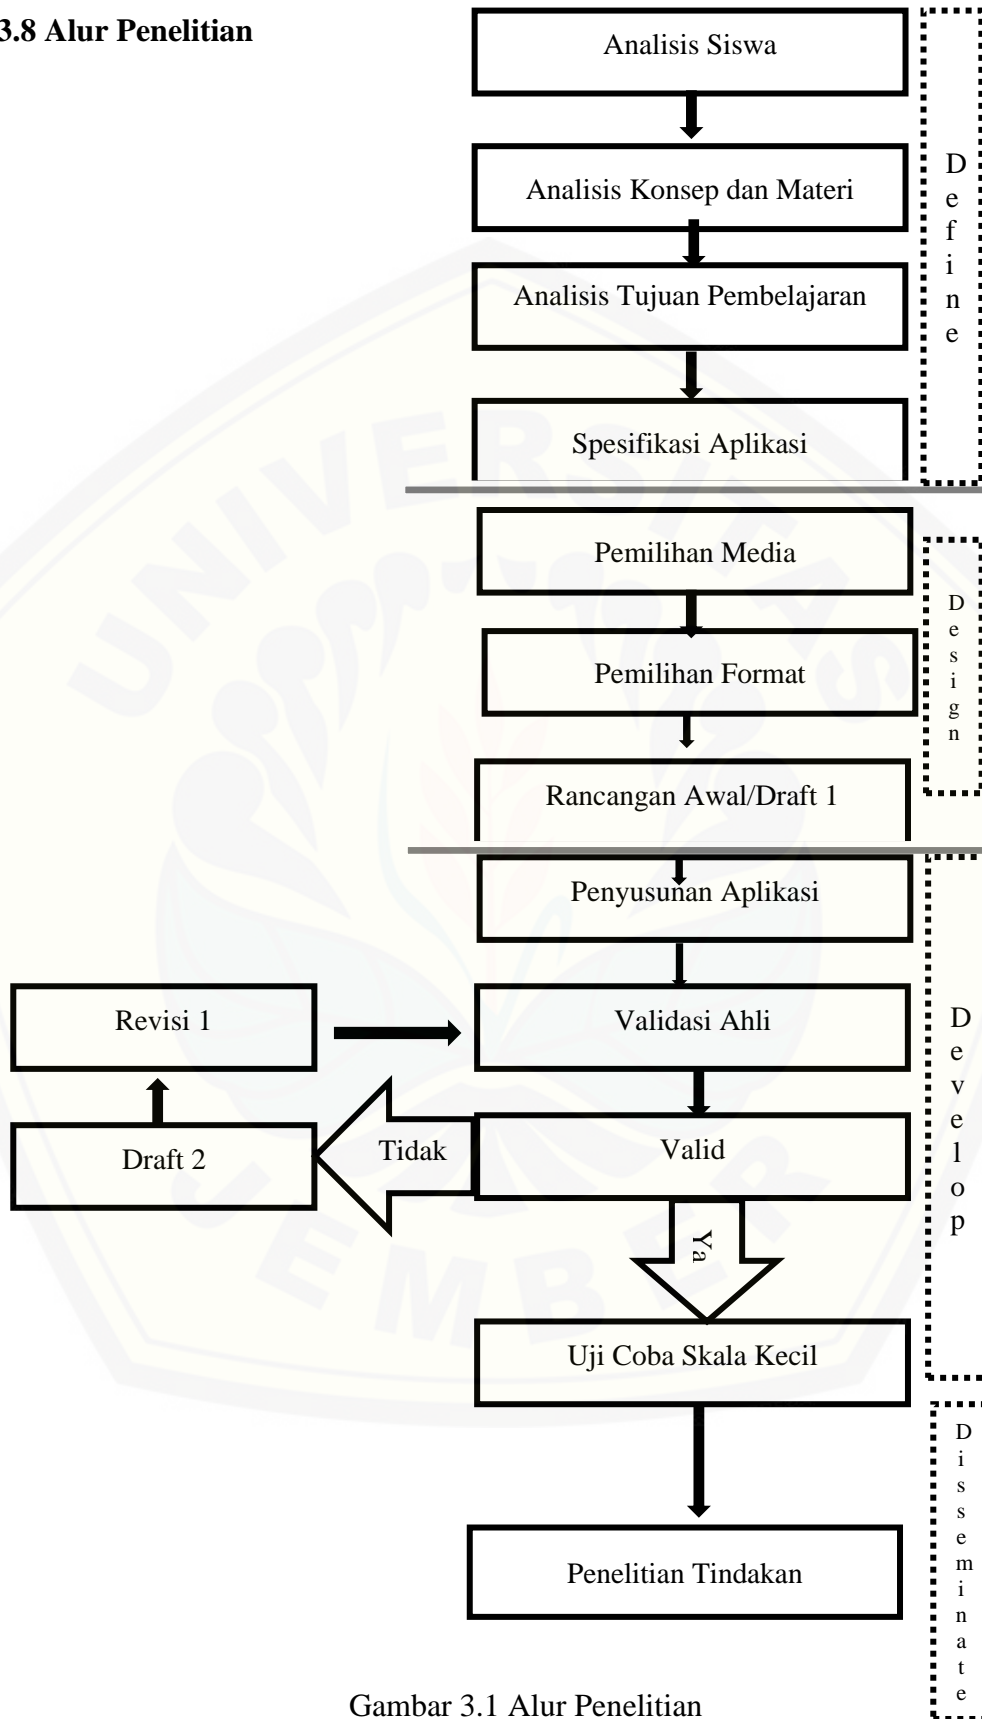 3.8 Alur Penelitian
Analisis Siswa
Analisis Konsep dan Materi
Analisis Tujuan Pembelajaran
Spesifikasi Aplikasi
Define
Pemilihan Media
Pemilihan Format
Rancangan Awal/Draft 1
Design
Penyusunan Aplikasi
Revisi 1
Validasi Ahli
Draft 2
Tidak
Valid
Ya
Uji Coba Skala Kecil
Develop
Penelitian Tindakan
Disseminate
Gambar 3.1 Alur Penelitian
UNIVERSITAS
JEMBER